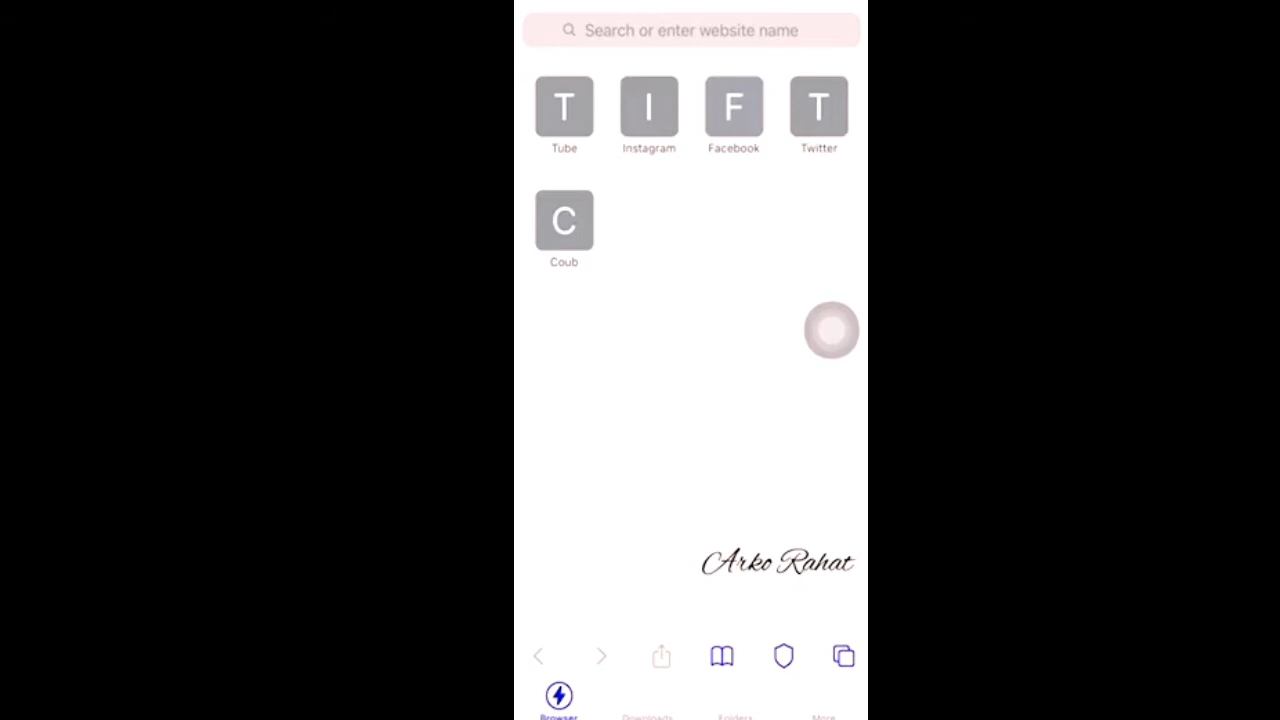 Search or enter website name
T I F T
Tube Instagram Facebook Twitter
C
Coub
Arko Rahat
Browser Downloads Folders More